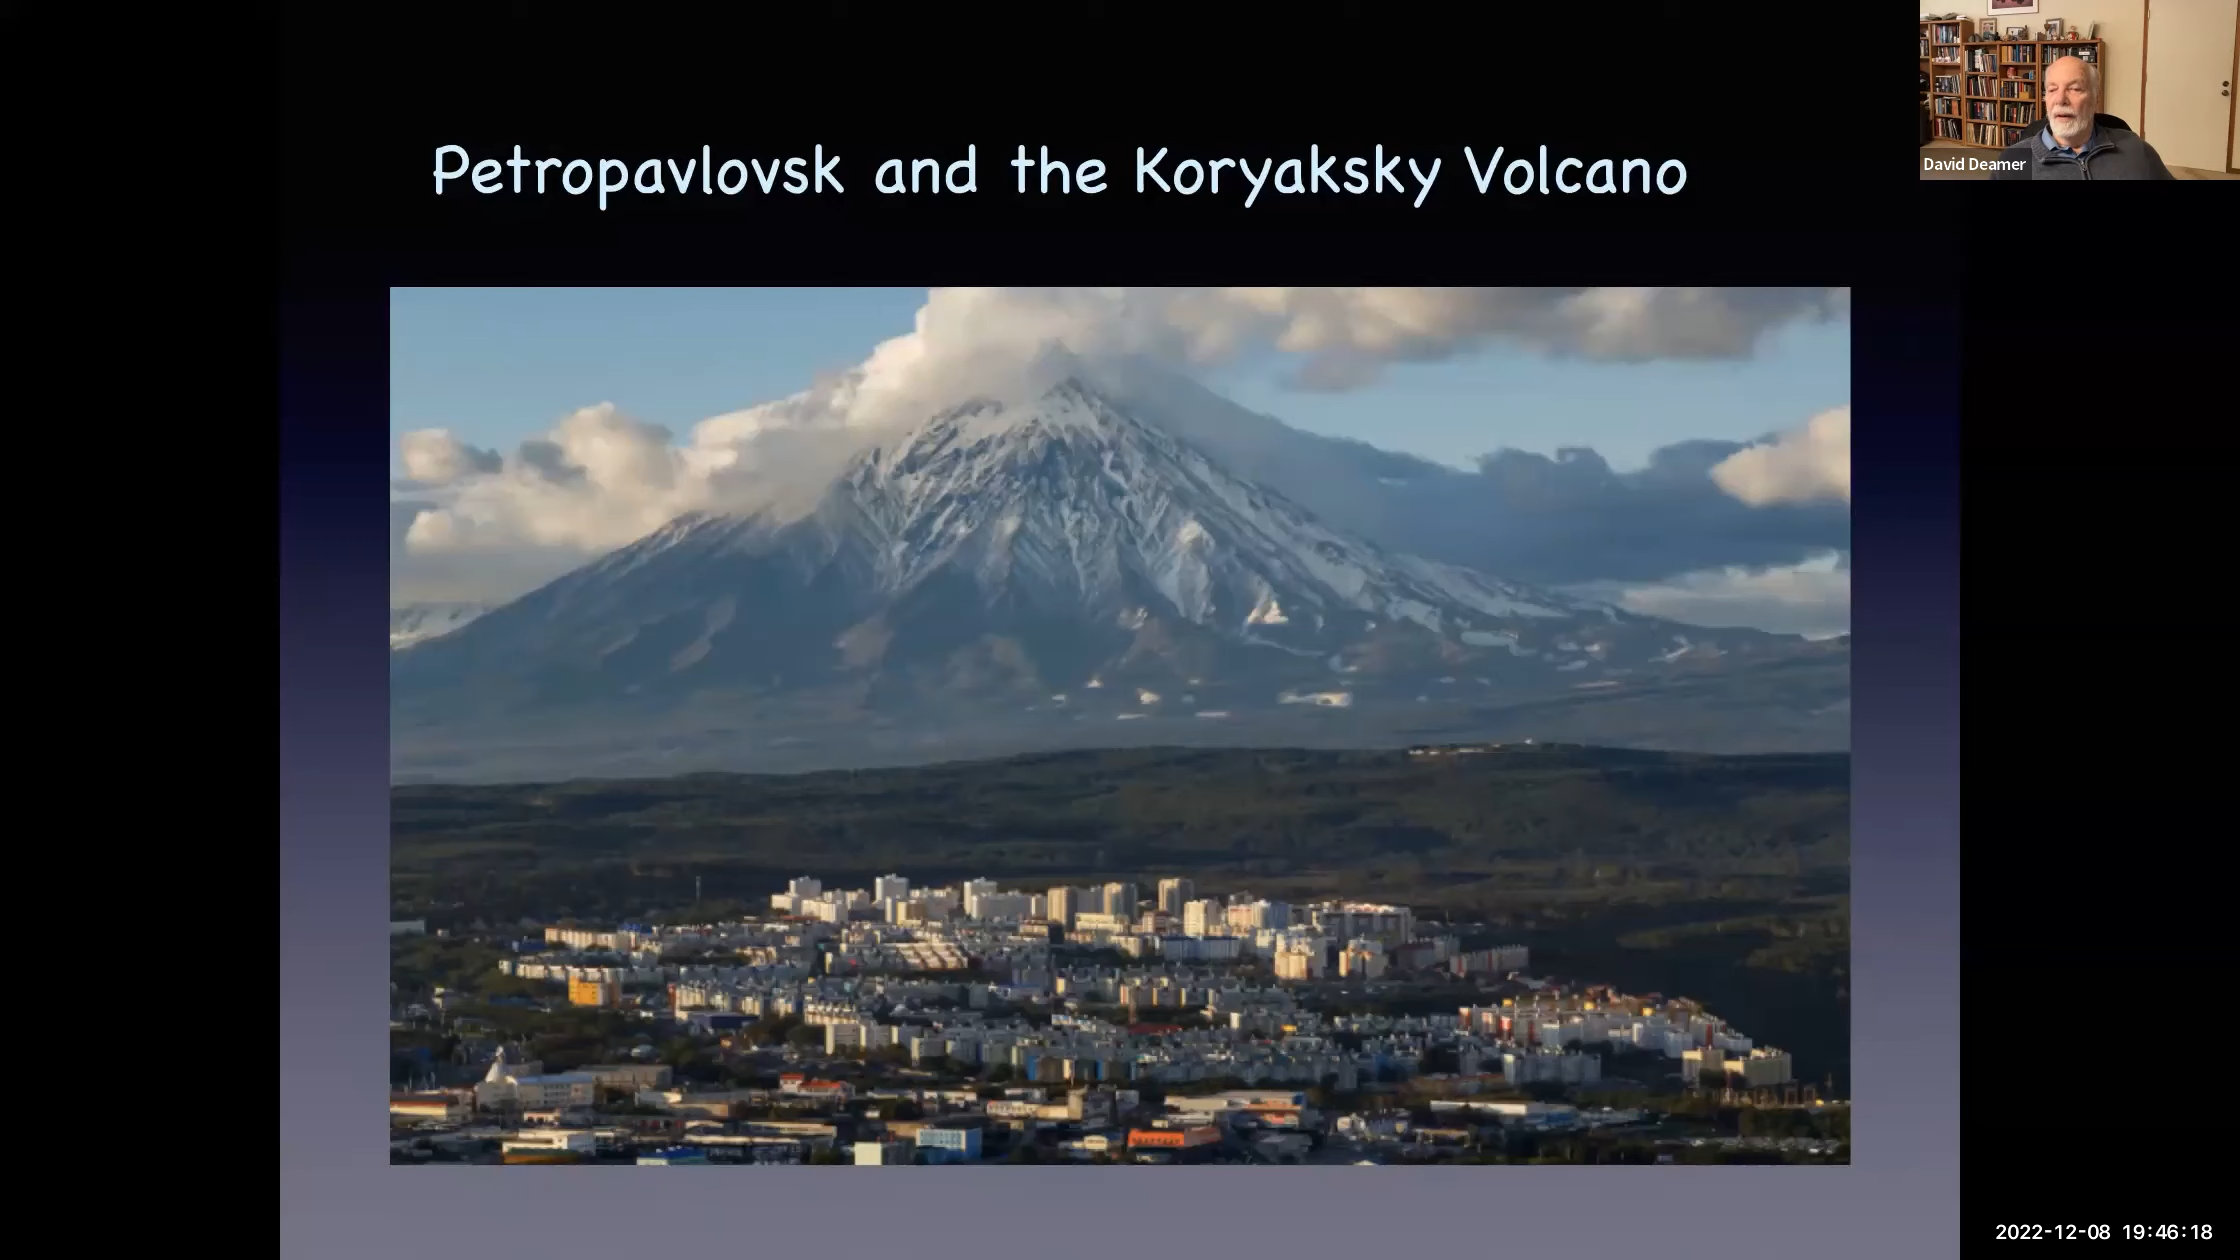 Petropavlovsk and the Koryaksky Volcano
David Deamer
2022-12-08 19:46:18